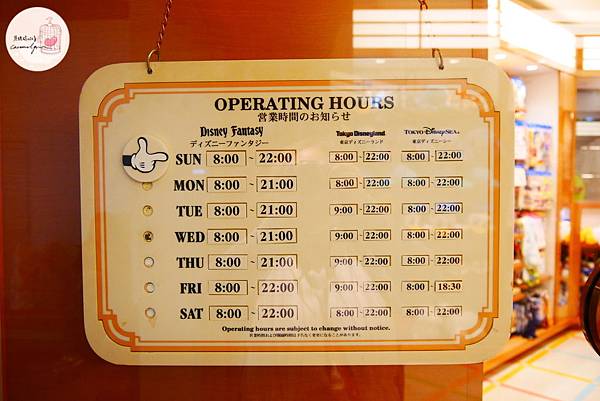 OPERATING HOURS
営業時間のお知らせ
Disney Fantasy Tokyo Disneyland Tokyo DisneySea
ディズニーファンタジー 東京ディズニーランド 東京ディズニーシー
SUN 8:00 ~ 22:00 8:00 ~ 22:00 8:00 ~ 22:00
MON 8:00 ~ 21:00 8:00 ~ 22:00 8:00 ~ 22:00
TUE 8:00 ~ 21:00 9:00 ~ 22:00 8:00 ~ 22:00
WED 8:00 ~ 21:00 9:00 ~ 22:00 8:00 ~ 22:00
THU 8:00 ~ 21:00 9:00 ~ 22:00 8:00 ~ 22:00
FRI 8:00 ~ 22:00 9:00 ~ 22:00 8:00 ~ 18:30
SAT 8:00 ~ 22:00 8:00 ~ 22:00 8:00 ~ 22:00
Operating hours are subject to change without notice.